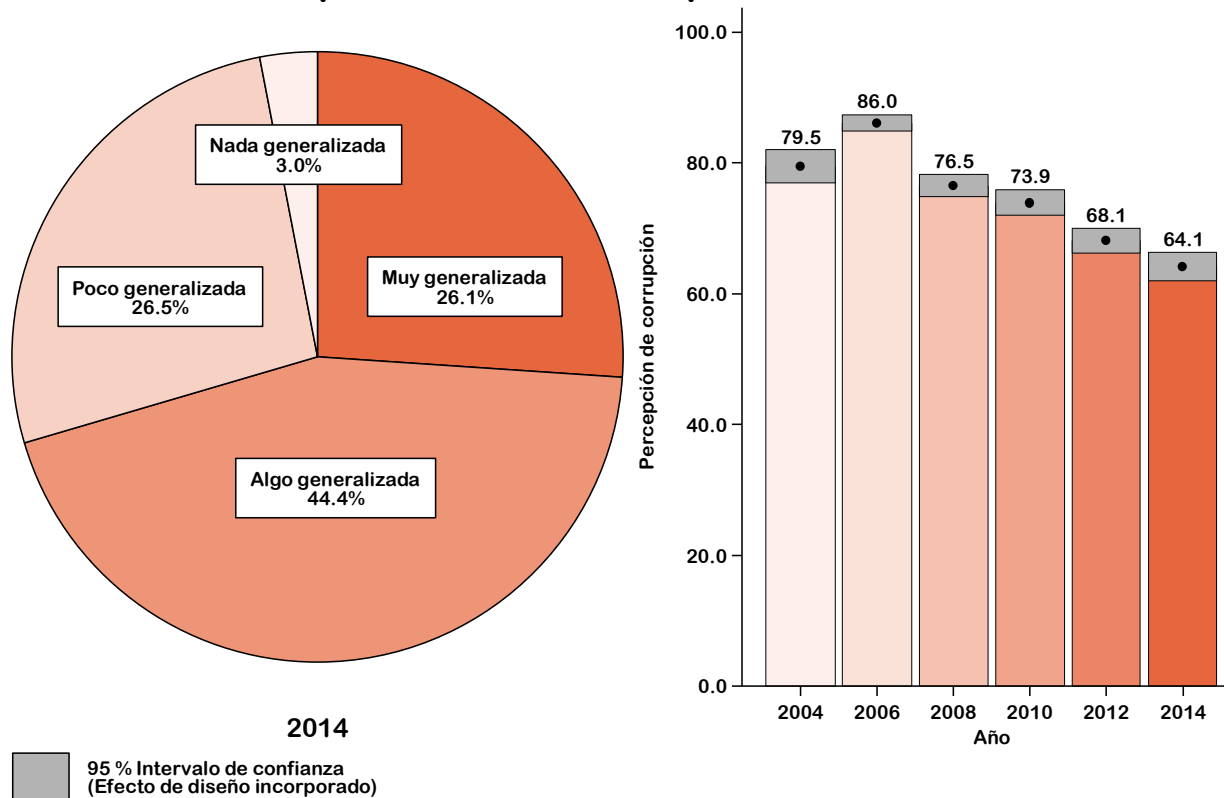 Nada generalizada
3.0%
Poco generalizada
26.5%
Muy generalizada
26.1%
Algo generalizada
44.4%
2014
95 % Intervalo de confianza
(Efecto de diseño incorporado)
Percepción de corrupción
100.0
80.0
60.0
40.0
20.0
0.0
79.5
86.0
76.5
73.9
68.1
64.1
2004
2006
2008
2010
2012
2014
Año